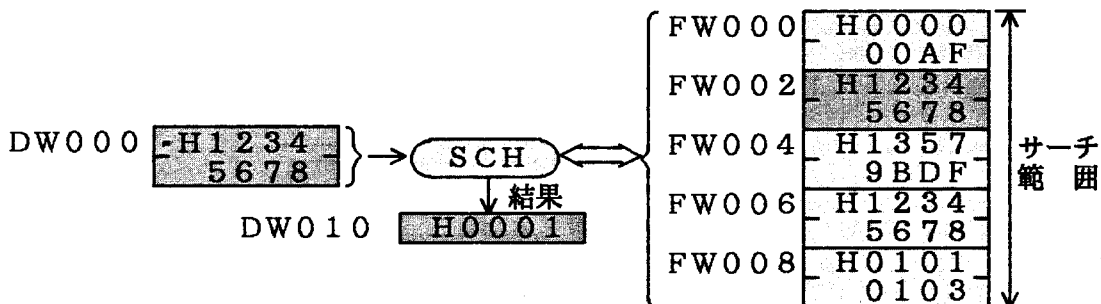 DW000
H1234
5678
SCH
結果
DW010
H0001
FW000
H0000
00AF
FW002
H1234
5678
FW004
H1357
9BDF
FW006
H1234
5678
FW008
H0101
0103
サーチ
範 囲